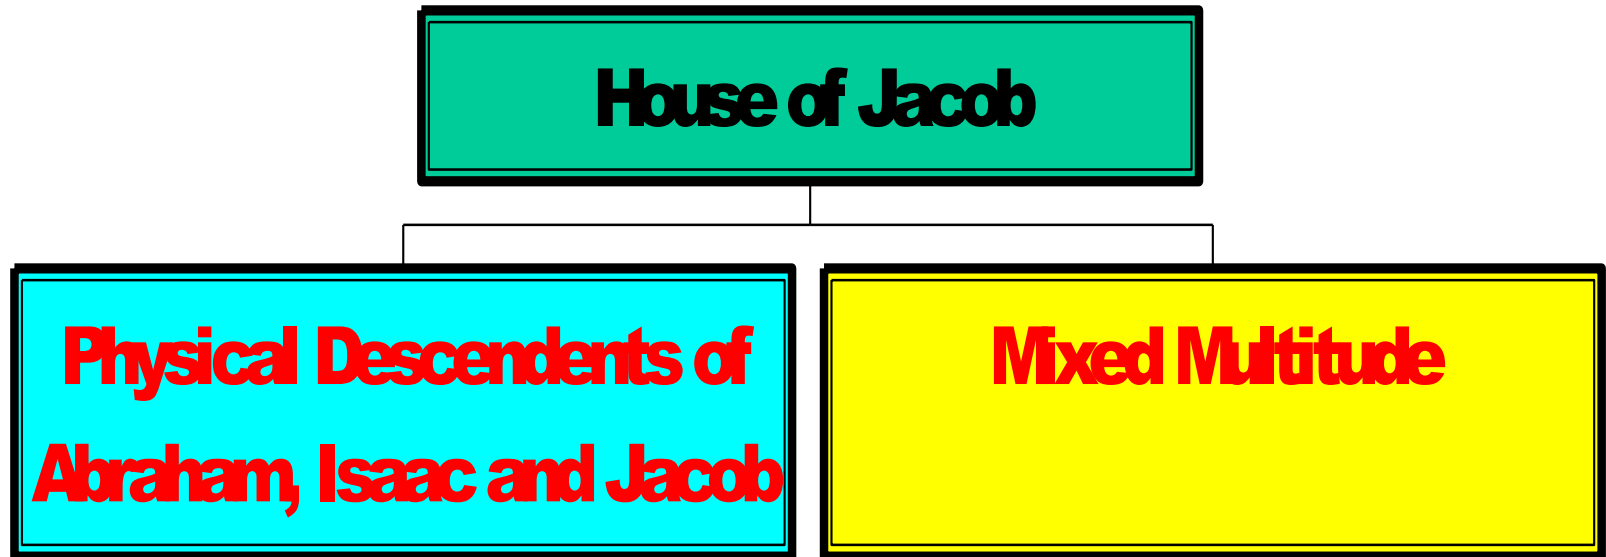 House of Jacob
Physical Descendents of
Abraham, Isaac and Jacob
Mixed Multitude